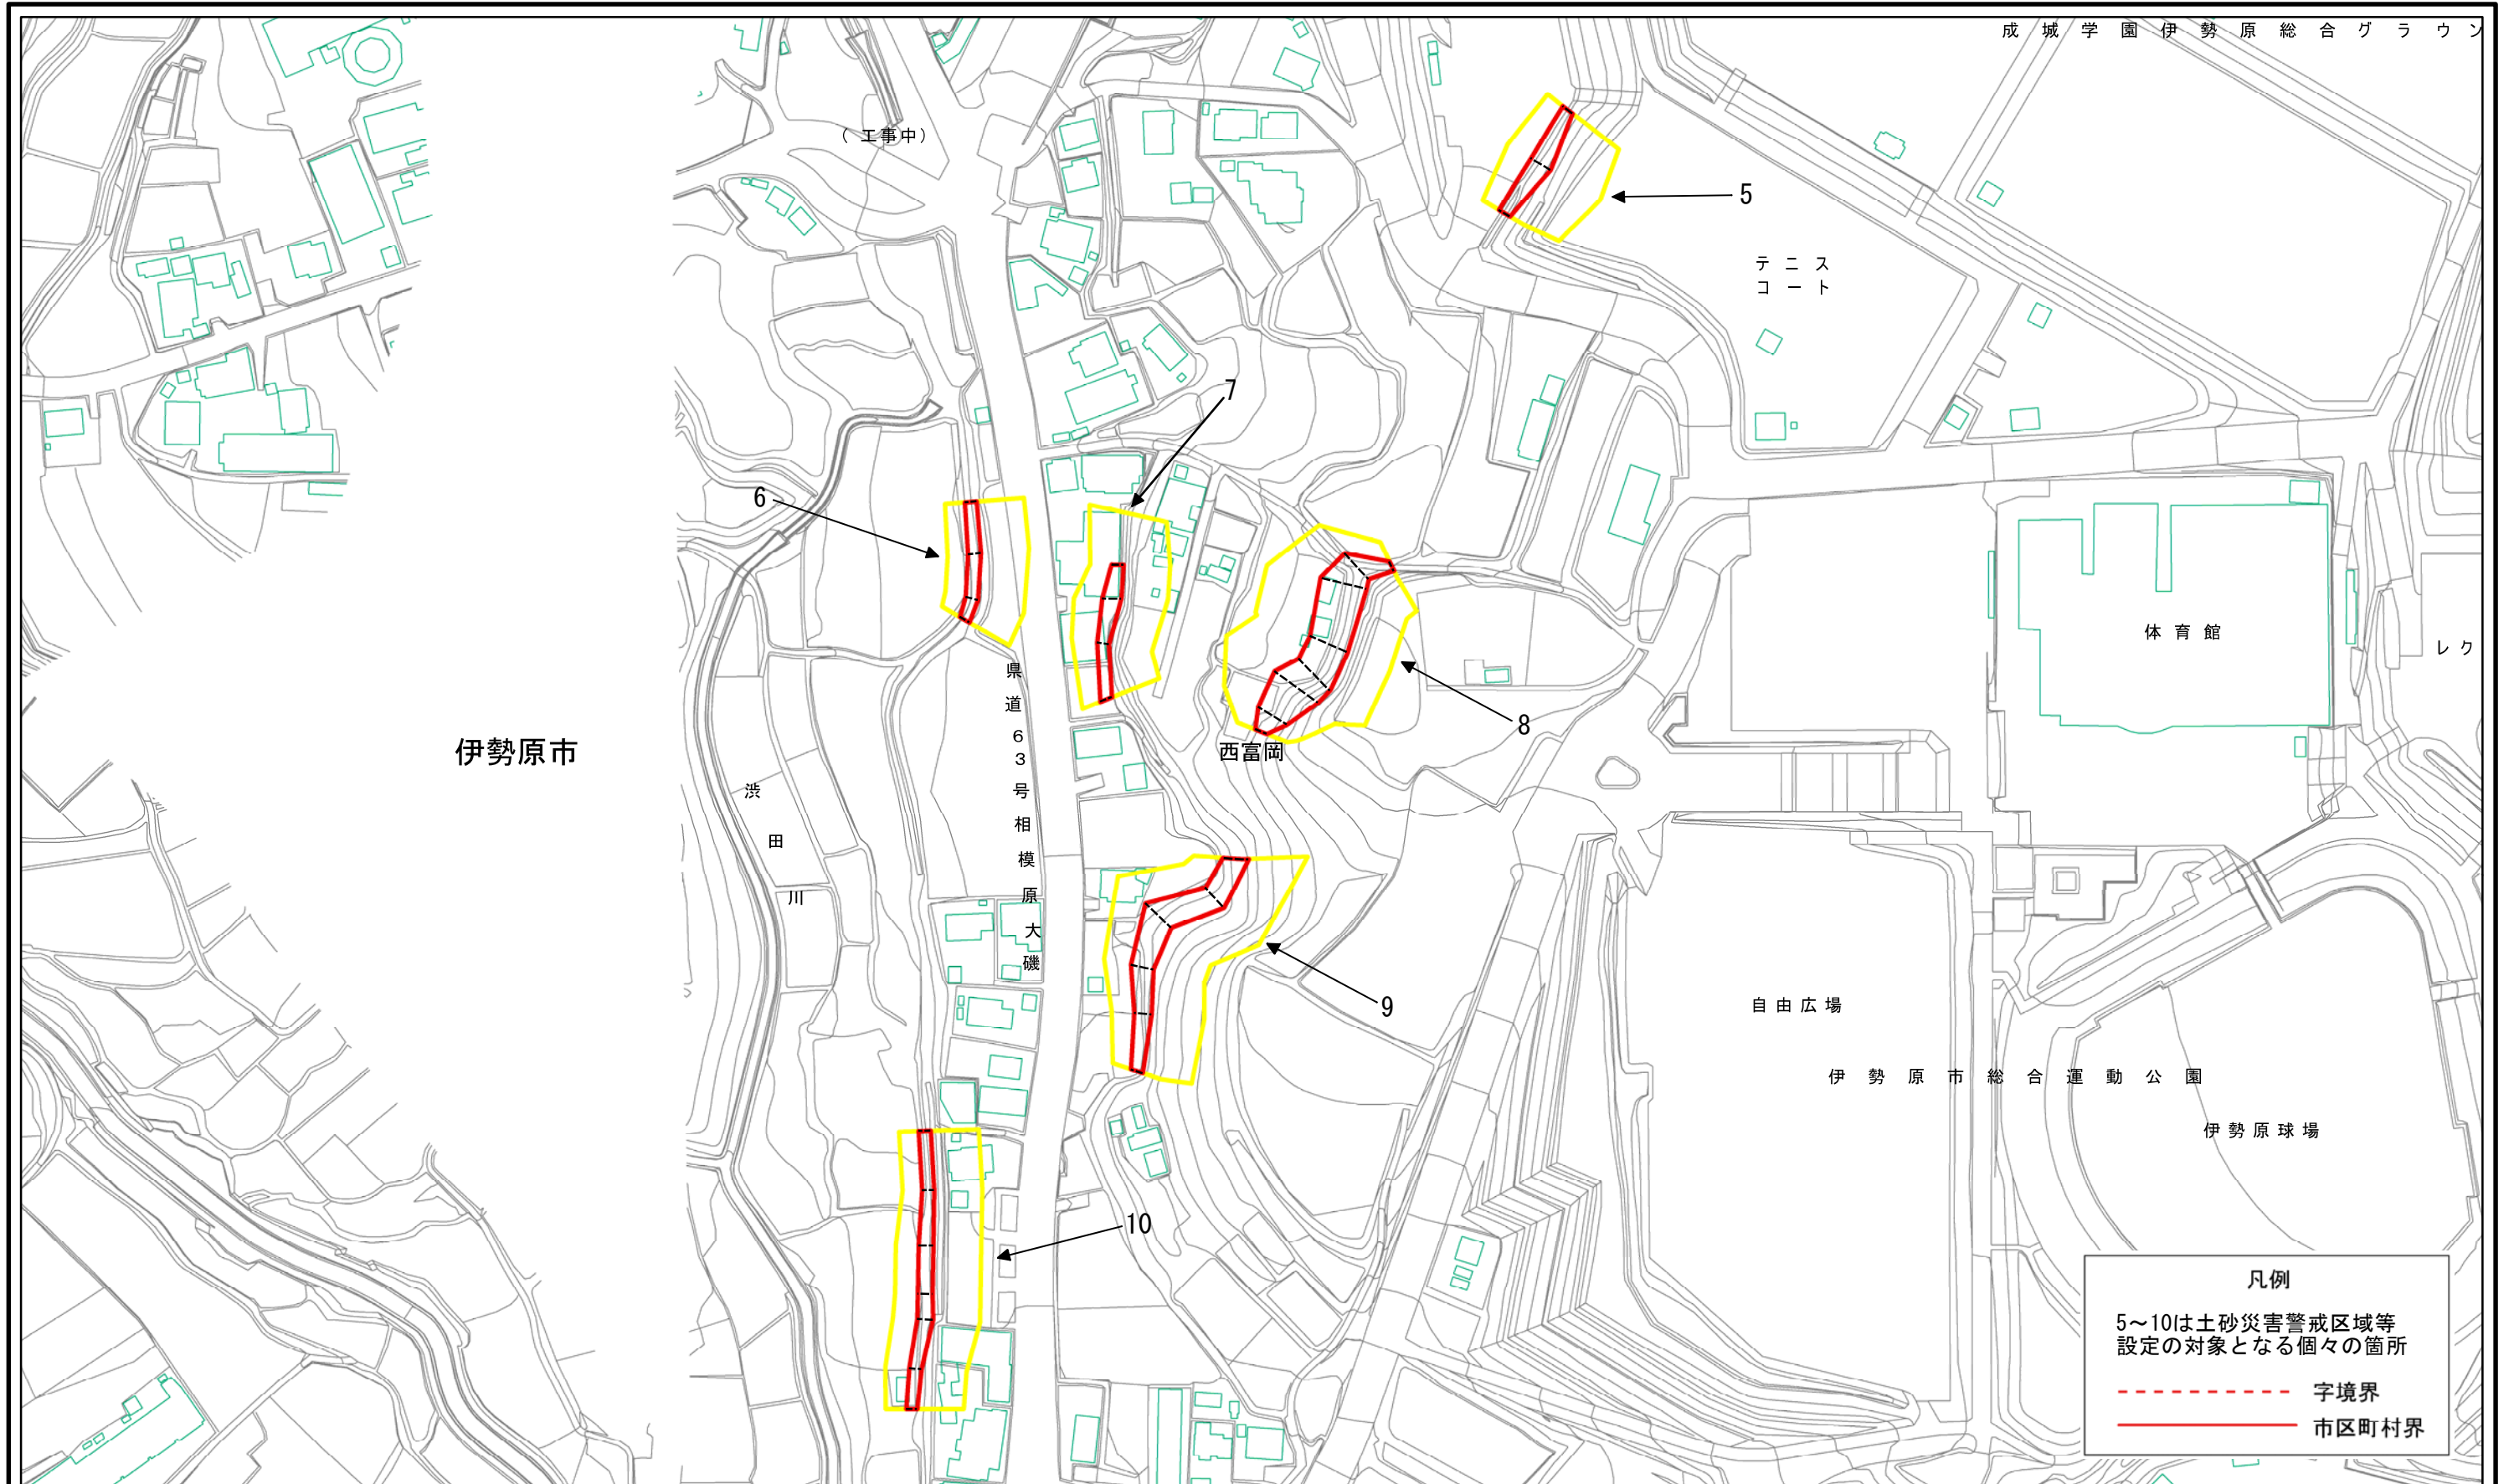 成城学園伊勢原総合グラウン
(工事中)
5
テニス
コート
7
6
体育館
レク
県道63号相模原大磯
8
伊勢原市
西富岡
渋田川
9
自由広場
伊勢原市総合運動公園
伊勢原球場
10
凡例
5～10は土砂災害警戒区域等
設定の対象となる個々の箇所
字境界
市区町村界